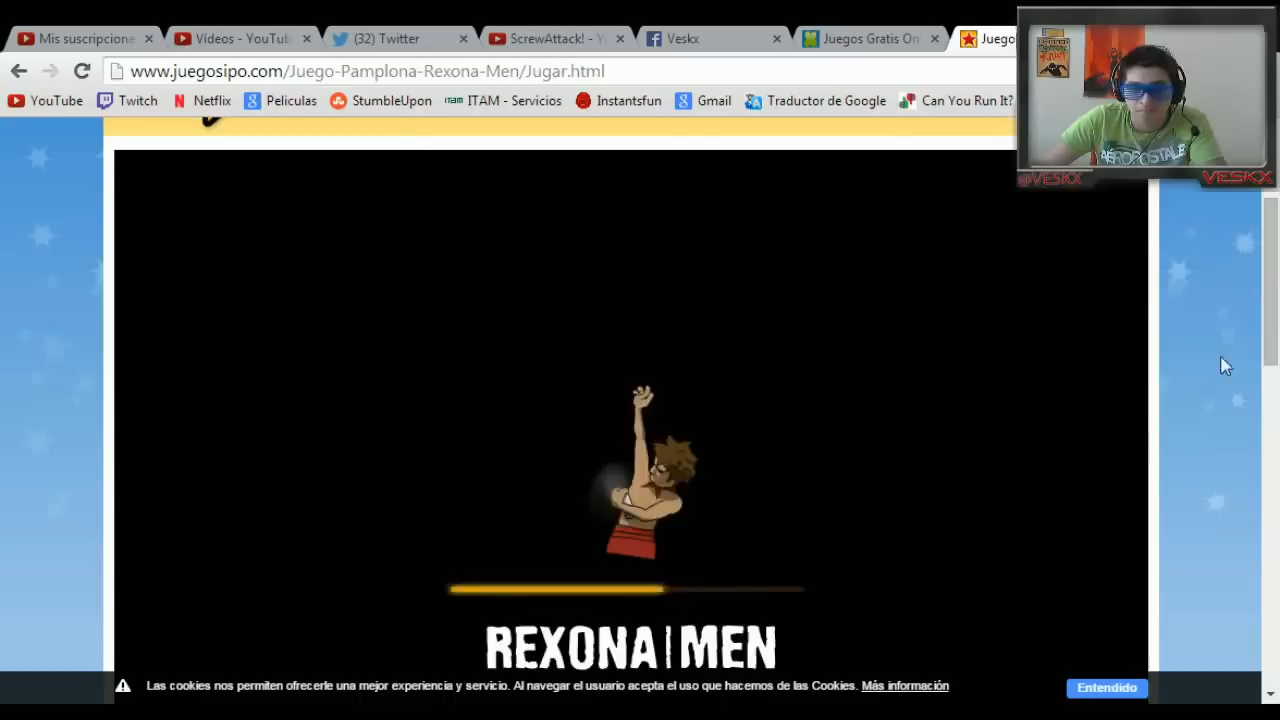 Mis suscripcione
Videos - YouTub
(32) Twitter
ScrewAttack! - Y
Veskx
Juegos Gratis On
Juego
www.juegosipo.com/Juego-Pamplona-Rexona-Men/Jugar.html
YouTube
Twitch
Netflix
Peliculas
StumbleUpon
ITAM ITAM - Servicios
Instantsfun
Gmail
Traductor de Google
Can You Run It?
AÉROPOSTALE
@VESKX
VESKX
REXONA|MEN
Las cookies nos permiten ofrecerle una mejor experiencia y servicio. Al navegar el usuario acepta el uso que hacemos de las Cookies. Más información
Entendido